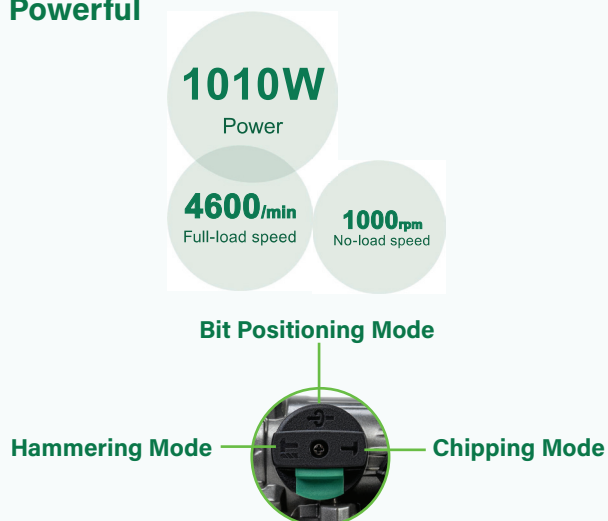 Powerful
1010W
Power
4600/min
Full-load speed
1000rpm
No-load speed
Bit Positioning Mode
Hammering Mode
Chipping Mode